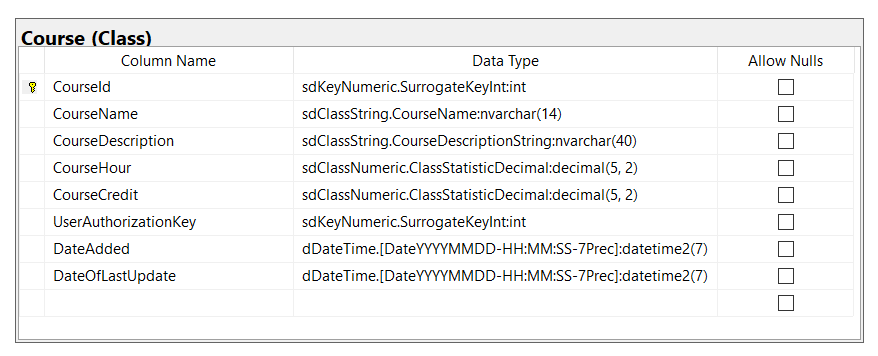 Course (Class)
Column Name Data Type Allow Nulls
CourseId sdKeyNumeric.SurrogateKeyInt:int
CourseName sdClassString.CourseName:nvarchar(14)
CourseDescription sdClassString.CourseDescriptionString:nvarchar(40)
CourseHour sdClassNumeric.ClassStatisticDecimal:decimal(5, 2)
CourseCredit sdClassNumeric.ClassStatisticDecimal:decimal(5, 2)
UserAuthorizationKey sdKeyNumeric.SurrogateKeyInt:int
DateAdded dDateTime.[DateYYYYMMDD-HH:MM:SS-7Prec]:datetime2(7)
DateOfLastUpdate dDateTime.[DateYYYYMMDD-HH:MM:SS-7Prec]:datetime2(7)